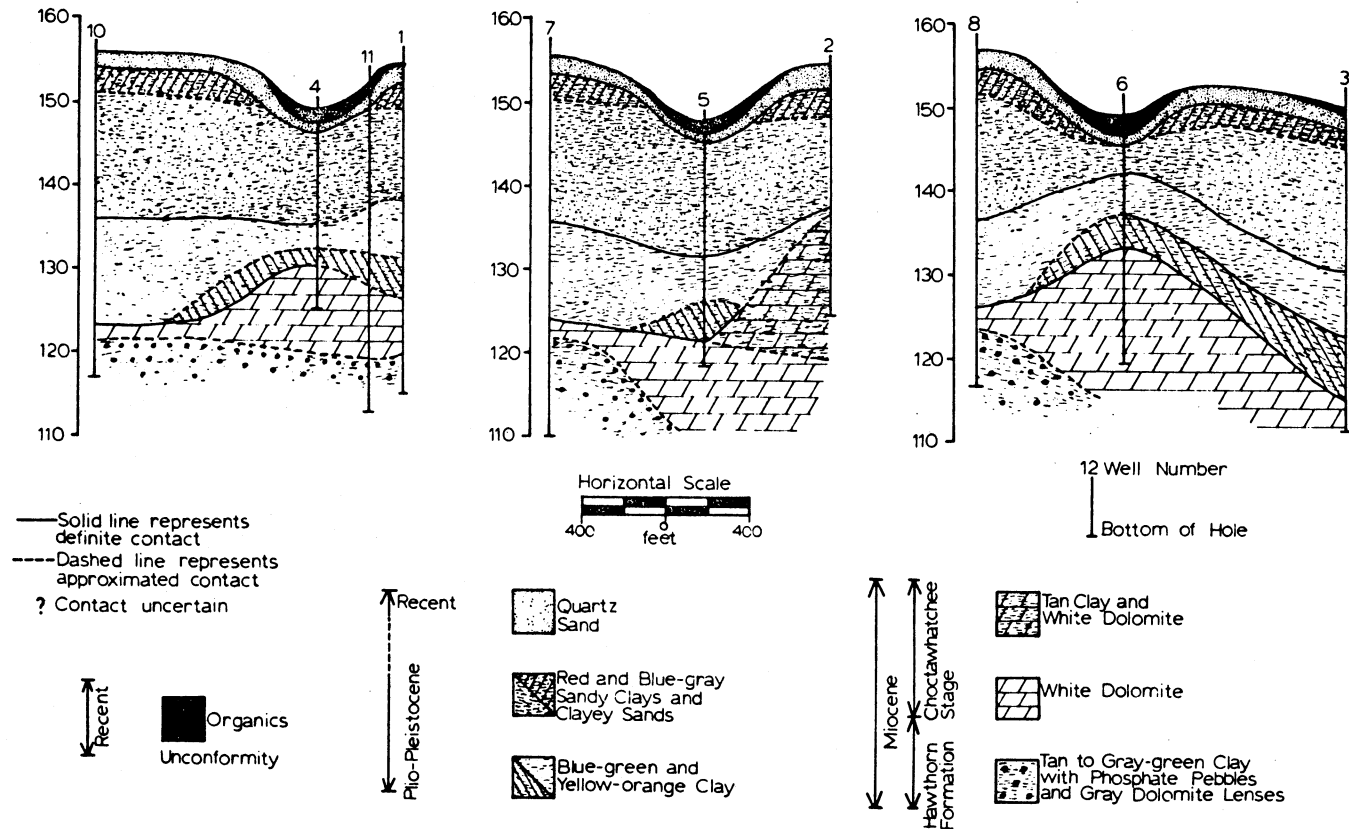 160
150
140
130
120
110
10
4
11
1
160
150
140
130
120
110
7
5
2
160
150
140
130
120
110
8
6
3
Horizontal Scale
400 0 400
feet
12 Well Number
Bottom of Hole
Solid line represents
definite contact
Dashed line represents
approximated contact
? Contact uncertain
Recent
Organics
Unconformity
Recent
Plio-Pleistocene
Quartz
Sand
Red and Blue-gray
Sandy Clays and
Clayey Sands
Blue-green and
Yellow-orange Clay
Miocene
Choctawhatchee
Stage
Hawthorn
Formation
Tan Clay and
White Dolomite
White Dolomite
Tan to Gray-green Clay
with Phosphate Pebbles
and Gray Dolomite Lenses